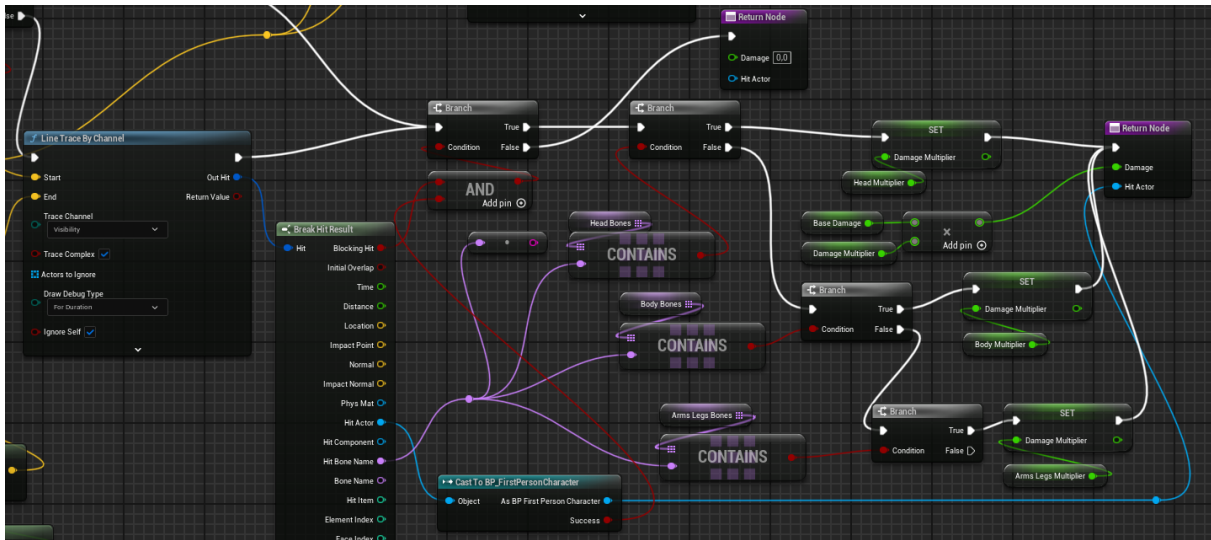 lse
Return Node
Damage 0,0
Hit Actor
Branch
True
Condition False
Branch
True
Condition False
SET
Damage Multiplier
Head Multiplier
Return Node
Damage
Hit Actor
Line Trace By Channel
Start Out Hit
End Return Value
Trace Channel
Visibility
Trace Complex
Actors to Ignore
Draw Debug Type
For Duration
Ignore Self
AND
Add pin
Break Hit Result
Hit Blocking Hit
Initial Overlap
Time
Distance
Location
Impact Point
Normal
Impact Normal
Phys Mat
Hit Actor
Hit Component
Hit Bone Name
Bone Name
Hit Item
Element Index
Face Index
Head Bones
CONTAINS
Base Damage
Damage Multiplier
Add pin
Body Bones
CONTAINS
Branch
True
Condition False
SET
Damage Multiplier
Body Multiplier
Arms Legs Bones
CONTAINS
Branch
True
Condition False
SET
Damage Multiplier
Arms Legs Multiplier
Cast To BP_FirstPersonCharacter
Object As BP First Person Character
Success